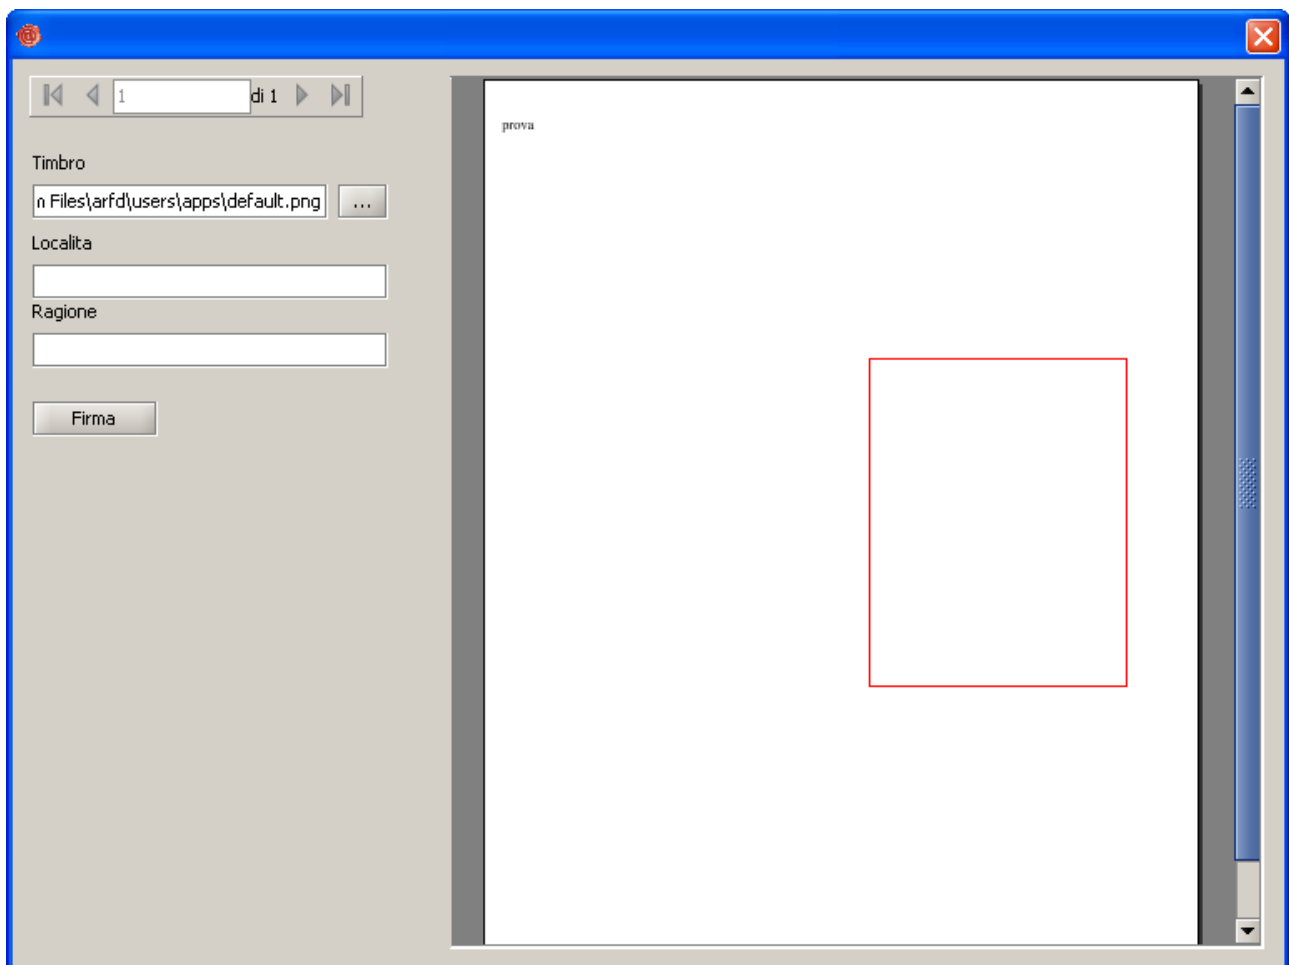 1 di 1
Timbro
n Files\arfd\users\apps\default.png ...
Localita
Ragione
Firma
prova